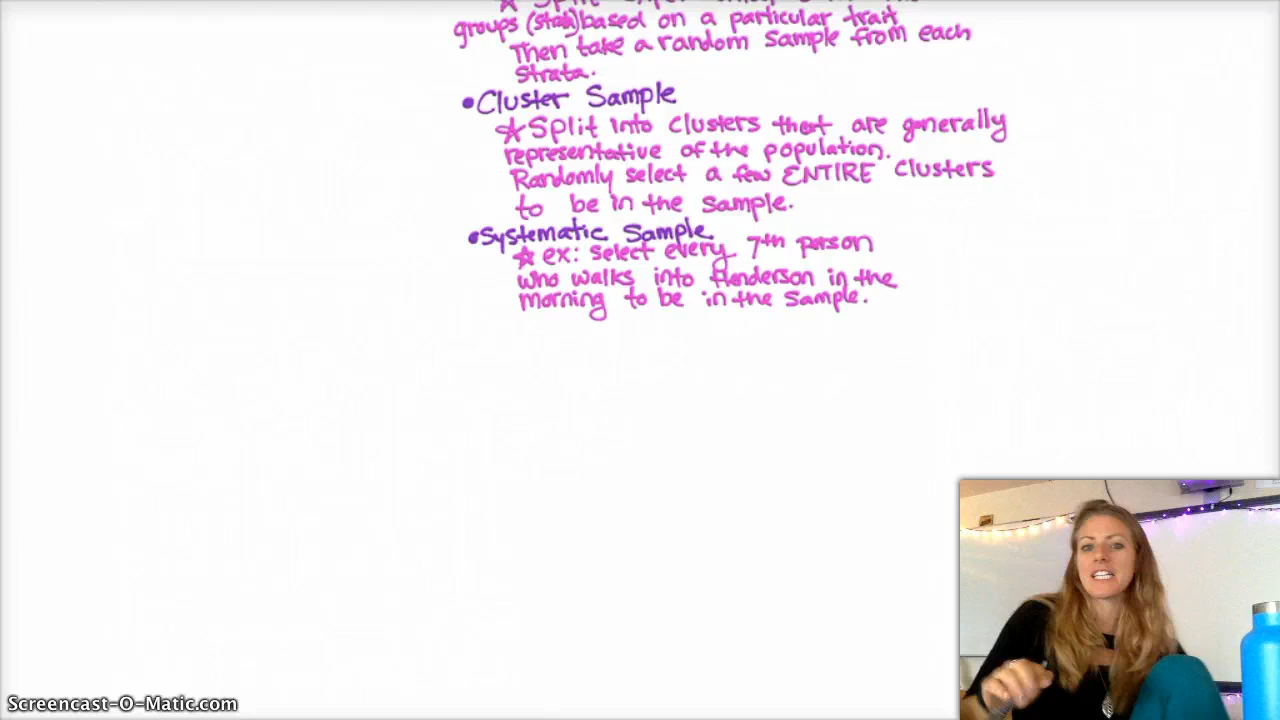 groups (strata) based on a particular trait
Then take a random sample from each
strata.
• Cluster Sample
☆ Split into clusters that are generally
representative of the population.
Randomly select a few ENTIRE clusters
to be in the sample.
• Systematic Sample
☆ ex: select every 7th person
who walks into Henderson in the
morning to be in the sample.
Screencast-O-Matic.com